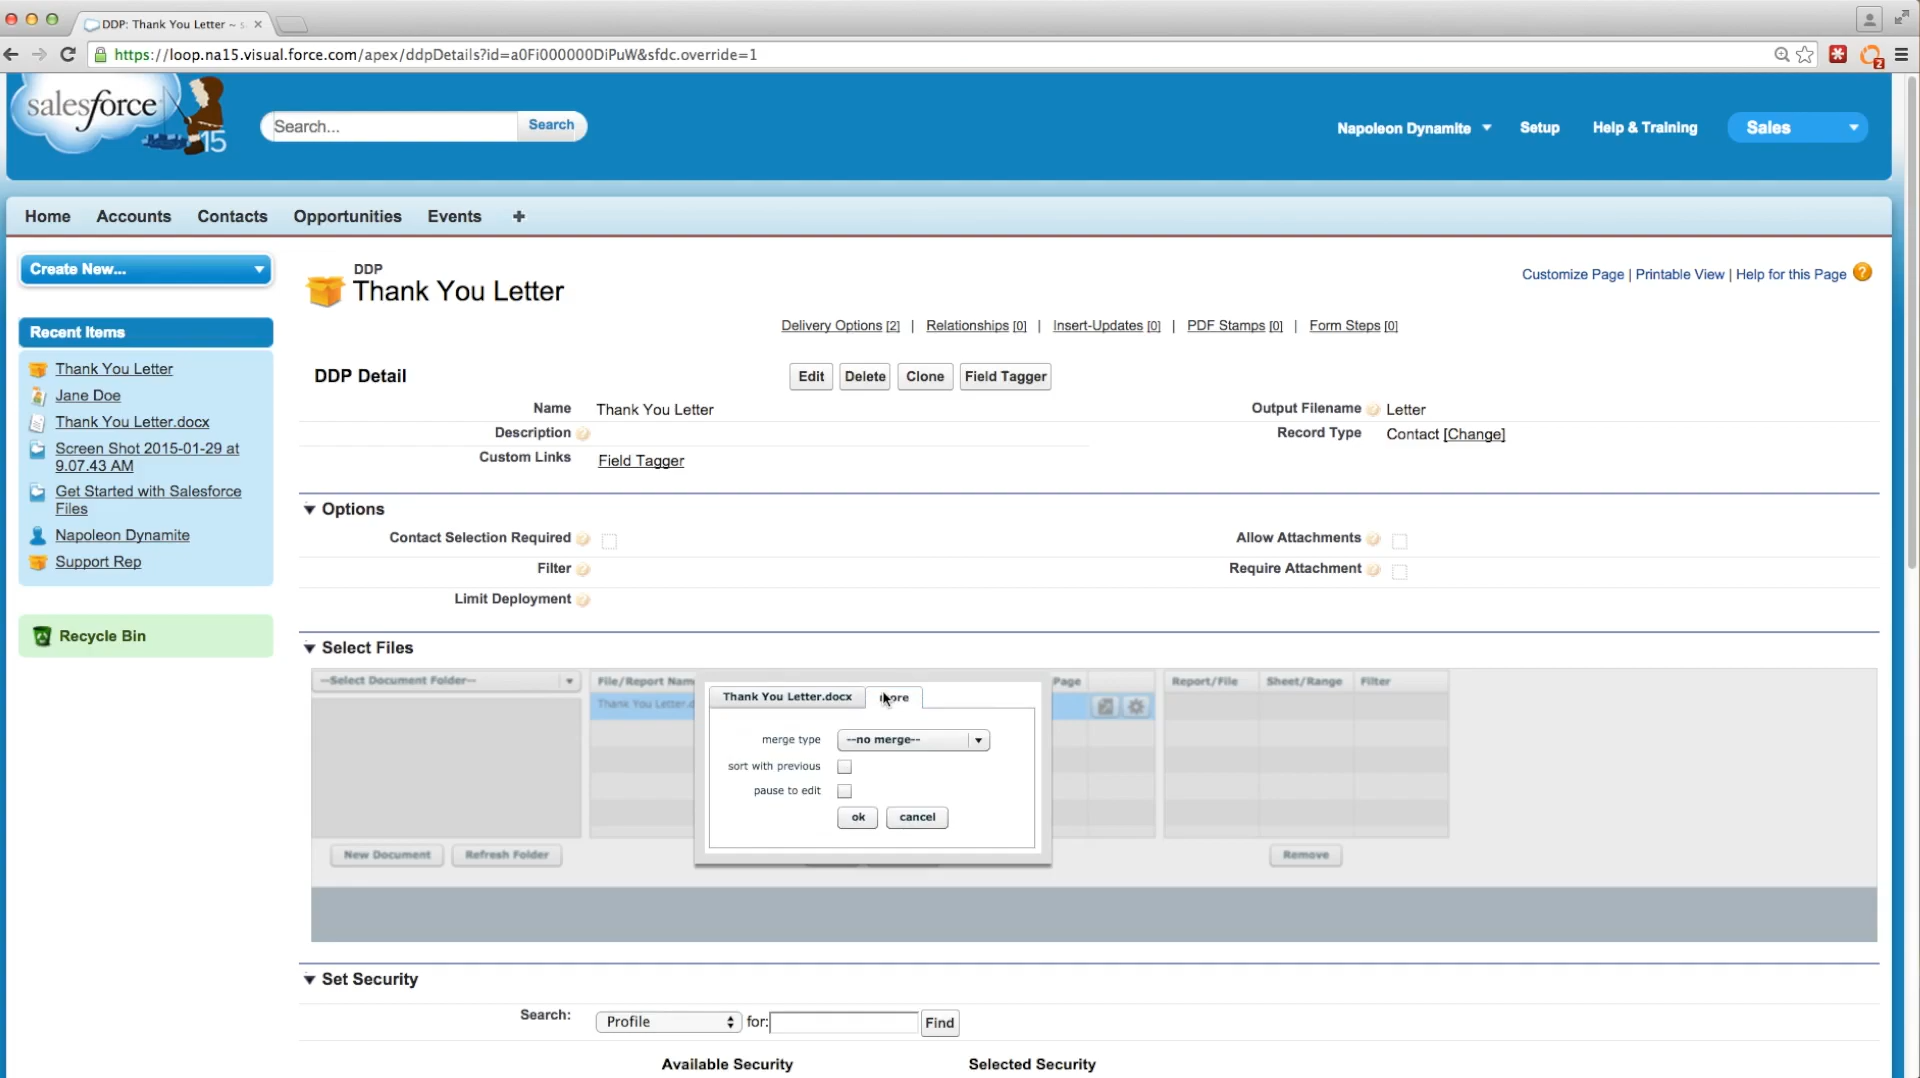 DDP: Thank You Letter ~ s
https://loop.na15.visual.force.com/apex/ddpDetails?id=a0Fi000000DiPuW&sfdc.override=1
2
salesforce
15
Search...
Search
Napoleon Dynamite
Setup
Help & Training
Sales
Home
Accounts
Contacts
Opportunities
Events
+
Create New...
Recent Items
Thank You Letter
Jane Doe
Thank You Letter.docx
Screen Shot 2015-01-29 at
9.07.43 AM
Get Started with Salesforce
Files
Napoleon Dynamite
Support Rep
Recycle Bin
DDP
Thank You Letter
Customize Page | Printable View | Help for this Page ?
Delivery Options [2] | Relationships [0] | Insert-Updates [0] | PDF Stamps [0] | Form Steps [0]
DDP Detail
Edit
Delete
Clone
Field Tagger
Name Thank You Letter
Output Filename Letter
Description
Record Type Contact [Change]
Custom Links Field Tagger
Options
Contact Selection Required
Allow Attachments
Filter
Require Attachment
Limit Deployment
Select Files
--Select Document Folder--
File/Report Nam
Page
Report/File
Sheet/Range
Filter
Thank You Letter.d
Thank You Letter.docx
merge type --no merge--
sort with previous
pause to edit
ok
cancel
New Document
Refresh Folder
Remove
Set Security
Search: Profile for: Find
Available Security
Selected Security